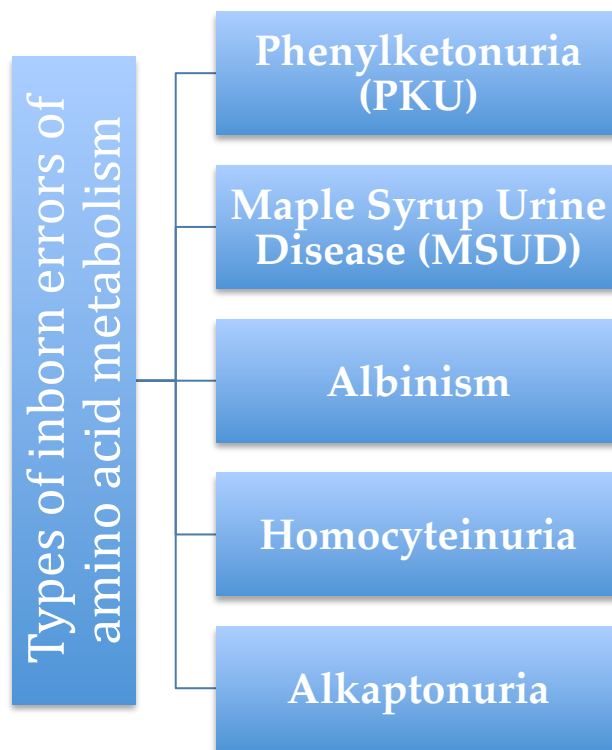 Types of inborn errors of
amino acid metabolism
Phenylketonuria
(PKU)
Maple Syrup Urine
Disease (MSUD)
Albinism
Homocyteinuria
Alkaptonuria